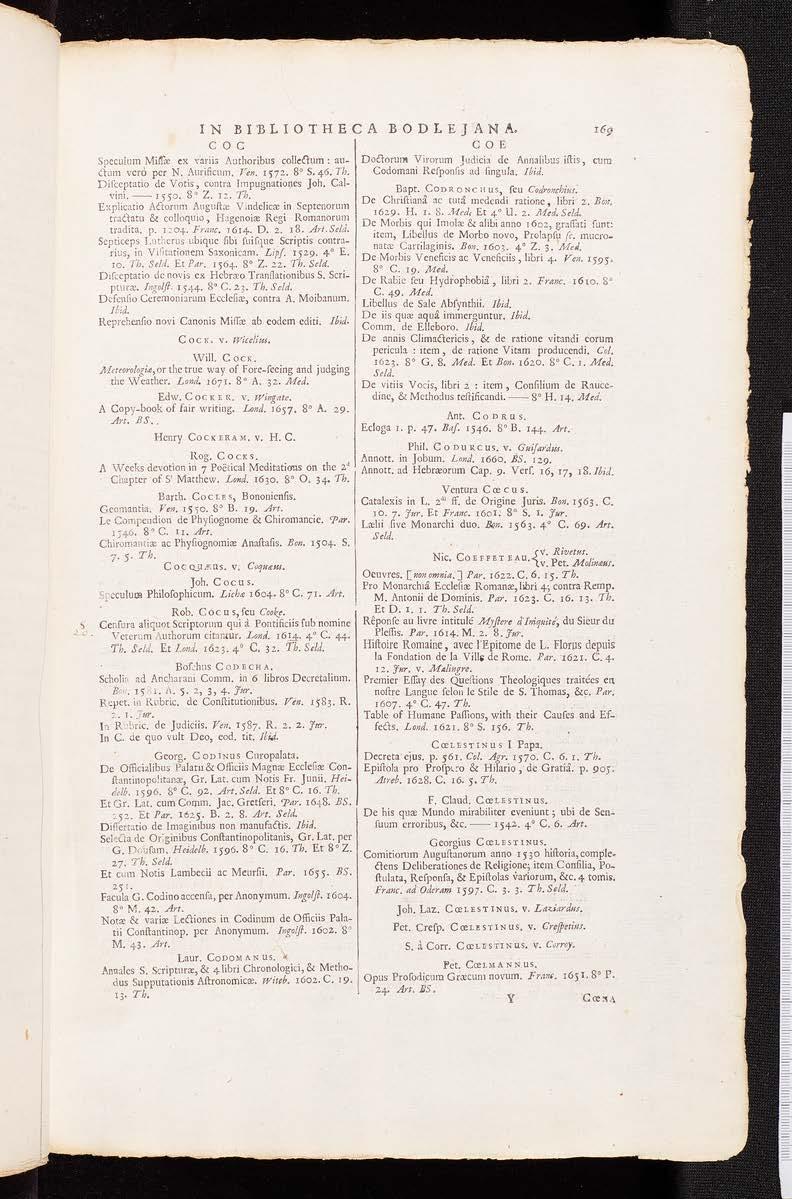 IN BIBLIOTHECA BODLEJANA. 169
COC
Speculum Missæ ex variis Authoribus collectum: au-
ctum veró per N. Aurificum. Ven. 1572. 8° S. 46. Th.
Disceptatio de Votis, contra Impugnationes Joh. Cal-
vini. —— 1550. 8° Z. 12. Th.
Explicatio Actorum Augustæ Vindelicæ in Septenorum
tractatu & colloquio, Hagenoiæ Regi Romanorum
tradita, p. 1204. Franc. 1614. D. 2. 18. Art. Seld.
Septiceps Lutherus ubique sibi suisque Scriptis contra-
rius, in Visitationem Saxonicam. Lips. 1529. 4° E.
10. Th. Seld. Et Par. 1564. 8° Z. 22. Th. Seld.
Disceptatio de novis ex Hebræo Translationibus S. Scri-
pturæ. Ingolst. 1544. 8° C. 23. Th. Seld.
Defensio Ceremoniarum Ecclesiæ, contra A. Moibanum.
Ibid.
Reprehensio novi Canonis Missæ ab eodem editi. Ibid.
COCK. v. Wicelius.
Will. COCK.
Meteorologiæ, or the true way of Fore-seeing and judging
the Weather. Lond. 1671. 8° A. 32. Med.
Edw. COCKER. v. Wingate.
A Copy-book of fair writing. Lond. 1657. 8° A. 29.
Art. BS.
Henry COCKERAM. v. H. C.
Rog. COCKS.
A Weeks devotion in 7 Poëtical Meditations on the 2d
Chapter of St Matthew. Lond. 1630. 8° O. 34. Th.
Barth. COCLES, Bononiensis.
Geomantia. Ven. 1550. 8° B. 19. Art.
Le Compendion de Physognome & Chiromancie. Par.
1546. 8° C. 11. Art.
Chiromantiæ ac Physiognomiæ Anastasis. Bon. 1504. S.
7. 5. Th.
COCQUÆUS. v. Coquæus.
Joh. COCUS.
Speculum Philosophicum. Lichæ 1604. 8° C. 71. Art.
Rob. COCUS, seu Cooke.
Censura aliquot Scriptorum qui à Pontificiis sub nomine
Veterum Authorum citantur. Lond. 1614. 4° C. 44.
Th. Seld. Et Lond. 1623. 4° C. 32. Th. Seld.
Boschus CODECHA.
Scholia ad Ancharani Comm. in 6 libros Decretalium.
Bon. 1581. A. 5. 2, 3, 4. Jur.
Repet. in Rubric. de Constitutionibus. Ven. 1583. R.
2. 1. Jur.
In Rubric. de Judiciis. Ven. 1587. R. 2. 2. Jur.
In C. de quo vult Deo, eod. tit. Ibid.
Georg. CODINUS Curopalata.
De Officialibus Palatii & Officiis Magnæ Ecclesiæ Con-
stantinopolitanæ, Gr. Lat. cum Notis Fr. Junii. Hei-
delb. 1596. 8° C. 92. Art. Seld. Et 8° C. 16. Th.
Et Gr. Lat. cum Comm. Jac. Gretseri. Par. 1648. BS.
252. Et Par. 1625. B. 2. 8. Art. Seld.
Dissertatio de Imaginibus non manufactis. Ibid.
Selecta de Originibus Constantinopolitanis, Gr. Lat. per
G. Dousam. Heidelb. 1596. 8° C. 16. Th. Et 8° Z.
27. Th. Seld.
Et cum Notis Lambecii ac Meursii. Par. 1655. BS.
251.
Facula G. Codino accensa, per Anonymum. Ingolst. 1604.
8° M. 42. Art.
Notæ & variæ Lectiones in Codinum de Officiis Pala-
tii Constantinop. per Anonymum. Ingolst. 1602. 8°
M. 43. Art.
Laur. CODOMANUS.
Annales S. Scripturæ, & 4 libri Chronologici, & Metho-
dus Supputationis Astronomicæ. Witeb. 1602. C. 19.
13. Th.
COE
Doctorum Virorum Judicia de Annalibus istis, cum
Codomani Responsis ad singula. Ibid.
Bapt. CODRONCHUS, seu Codronchius.
De Christianâ ac tutâ medendi ratione, libri 2. Bon.
1629. H. 1. 8. Med. Et 4° U. 2. Med. Seld.
De Morbis qui Imolæ & alibi anno 1602, grassati sunt:
item, Libellus de Morbo novo, Prolapsu sc. mucro-
natæ Cartilaginis. Bon. 1603. 4° Z. 3. Med.
De Morbis Veneficis ac Veneficiis, libri 4. Ven. 1595.
8° C. 19. Med.
De Rabie seu Hydrophobiâ, libri 2. Franc. 1610. 8°
C. 49. Med.
Libellus de Sale Absynthii. Ibid.
De iis quæ aquâ immerguntur. Ibid.
Comm. de Elleboro. Ibid.
De annis Climactericis, & de ratione vitandi eorum
pericula: item, de ratione Vitam producendi. Col.
1623. 8° G. 8. Med. Et Bon. 1620. 8° C. 1. Med.
Seld.
De vitiis Vocis, libri 2: item, Consilium de Rauce-
dine, & Methodus testificandi. —— 8° H. 14. Med.
Ant. CODRUS.
Ecloga 1. p. 47. Bas. 1546. 8° B. 144. Art.
Phil. CODURCUS. v. Guisardus.
Annott. in Jobum. Lond. 1660. BS. 129.
Annott. ad Hebræorum Cap. 9. Vers. 16, 17, 18. Ibid.
Ventura CŒCUS.
Catalexis in L. 2am ff. de Origine Juris. Bon. 1563. C.
10. 7. Jur. Et Franc. 1601. 8° S. 1. Jur.
Lælii sive Monarchi duo. Bon. 1563. 4° C. 69. Art.
Seld.
Nic. COEFFETEAU. {v. Rivetus. v. Pet. Molinæus.
Oeuvres. [non omnia.] Par. 1622. C. 6. 15. Th.
Pro Monarchiâ Ecclesiæ Romanæ, libri 4; contra Remp.
M. Antonii de Dominis. Par. 1623. C. 16. 13. Th.
Et D. 1. 1. Th. Seld.
Rêponse au livre intitulé Mystere d'Iniquité, du Sieur du
Plessis. Par. 1614. M. 2. 8. Jur.
Histoire Romaine, avec l'Epitome de L. Florus depuis
la Fondation de la Ville de Rome. Par. 1621. C. 4.
12. Jur. v. Malingre.
Premier Essay des Questions Theologiques traitées en
nostre Langue selon le Stile de S. Thomas, &c. Par.
1607. 4° C. 47. Th.
Table of Humane Passions, with their Causes and Ef-
fects. Lond. 1621. 8° S. 156. Th.
CŒLESTINUS I Papa.
Decreta ejus. p. 561. Col. Agr. 1570. C. 6. 1. Th.
Epistola pro Prospero & Hilario, de Gratiâ. p. 905.
Atreb. 1628. C. 16. 5. Th.
F. Claud. CŒLESTINUS.
De his quæ Mundo mirabiliter eveniunt; ubi de Sen-
suum erroribus, &c. —— 1542. 4° C. 6. Art.
Georgius CŒLESTINUS.
Comitiorum Augustanorum anno 1530 historia, comple-
ctens Deliberationes de Religione; item Consilia, Po-
stulata, Responsa, & Epistolas variorum, &c. 4 tomis.
Franc. ad Oderam 1597. C. 3. 3. Th. Seld.
Joh. Laz. CŒLESTINUS. v. Laziardus.
Pet. Cresp. CŒLESTINUS. v. Crespetius.
S. à Corr. CŒLESTINUS. v. Corroy.
Pet. CŒLMANNUS.
Opus Prosodicum Græcum novum. Franc. 1651. 8° P.
24. Art. BS.
Y CŒNA